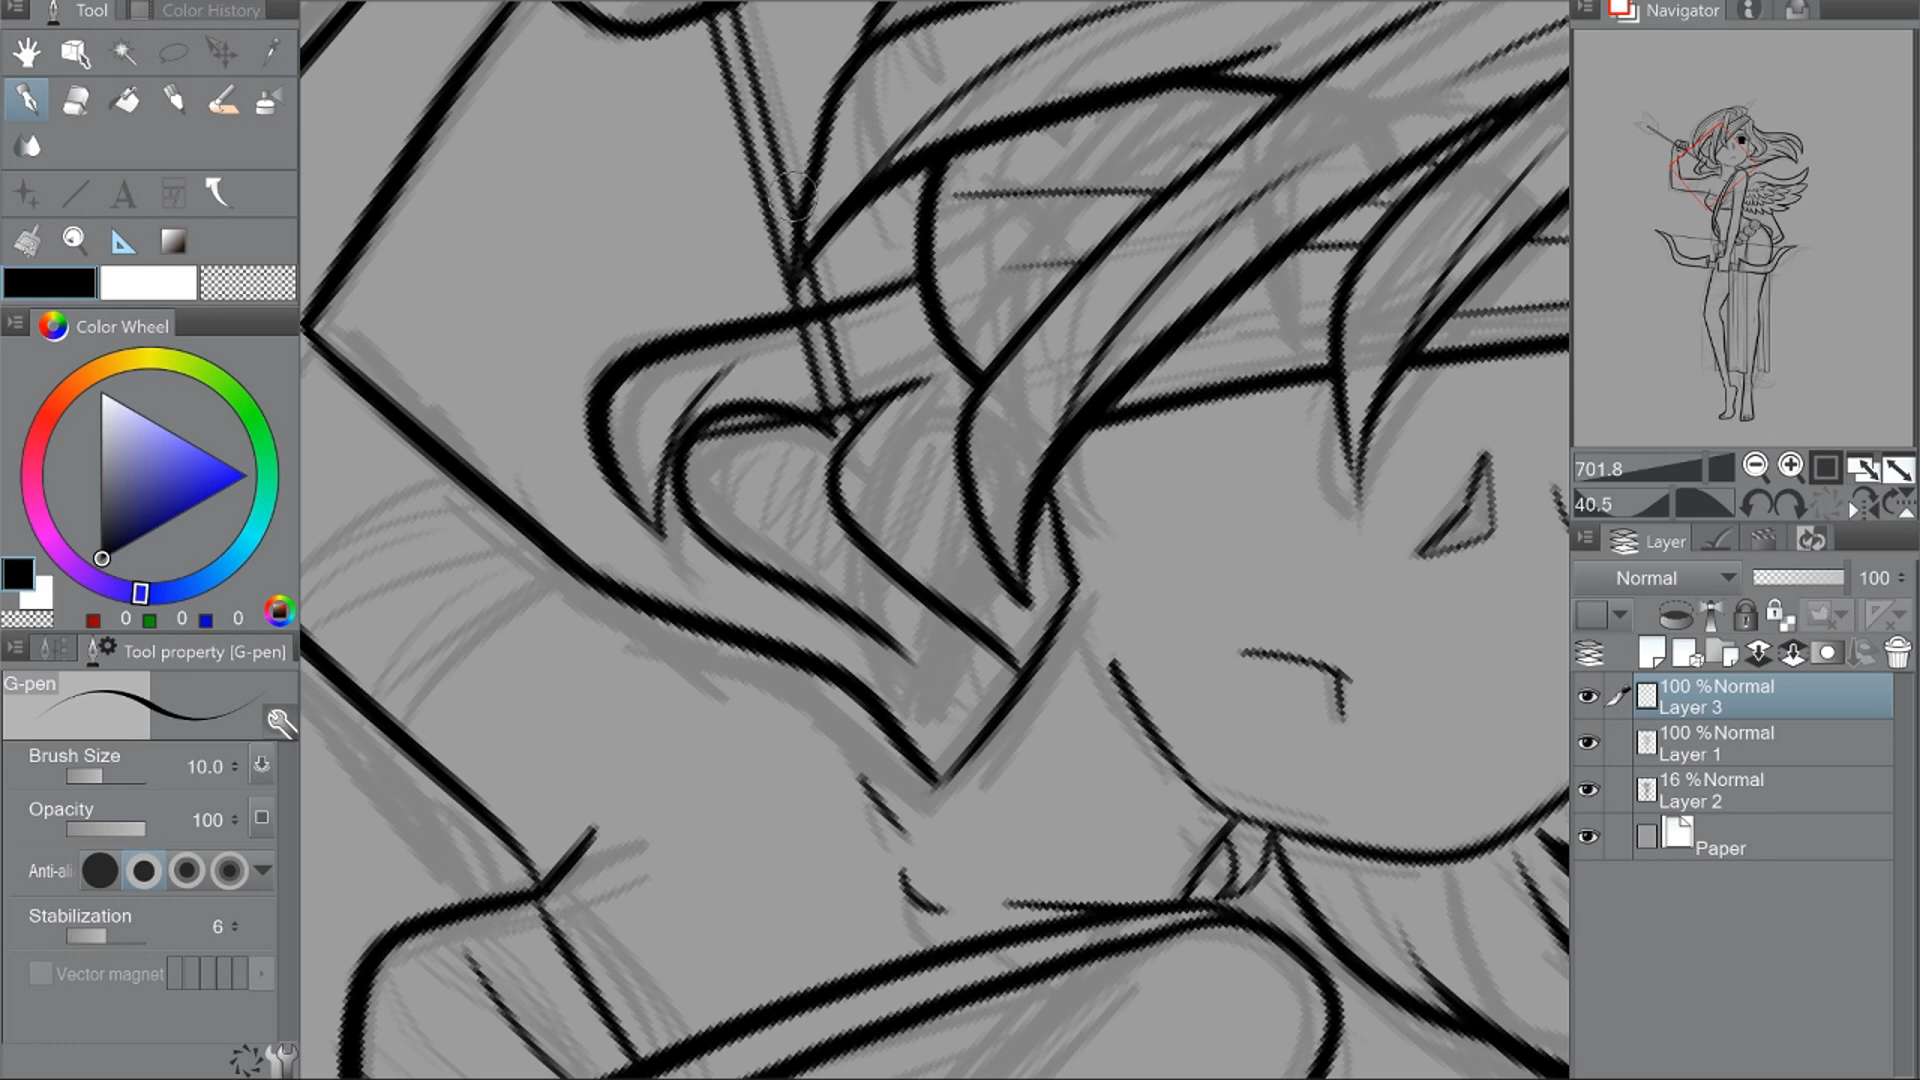 Tool
Color History
Color Wheel
0 0 0
Tool property [G-pen]
G-pen
Brush Size
10.0
Opacity
100
Anti-ali
Stabilization
6
Vector magnet
Navigator
701.8
40.5
Layer
Normal
100
100 %Normal
Layer 3
100 %Normal
Layer 1
16 %Normal
Layer 2
Paper